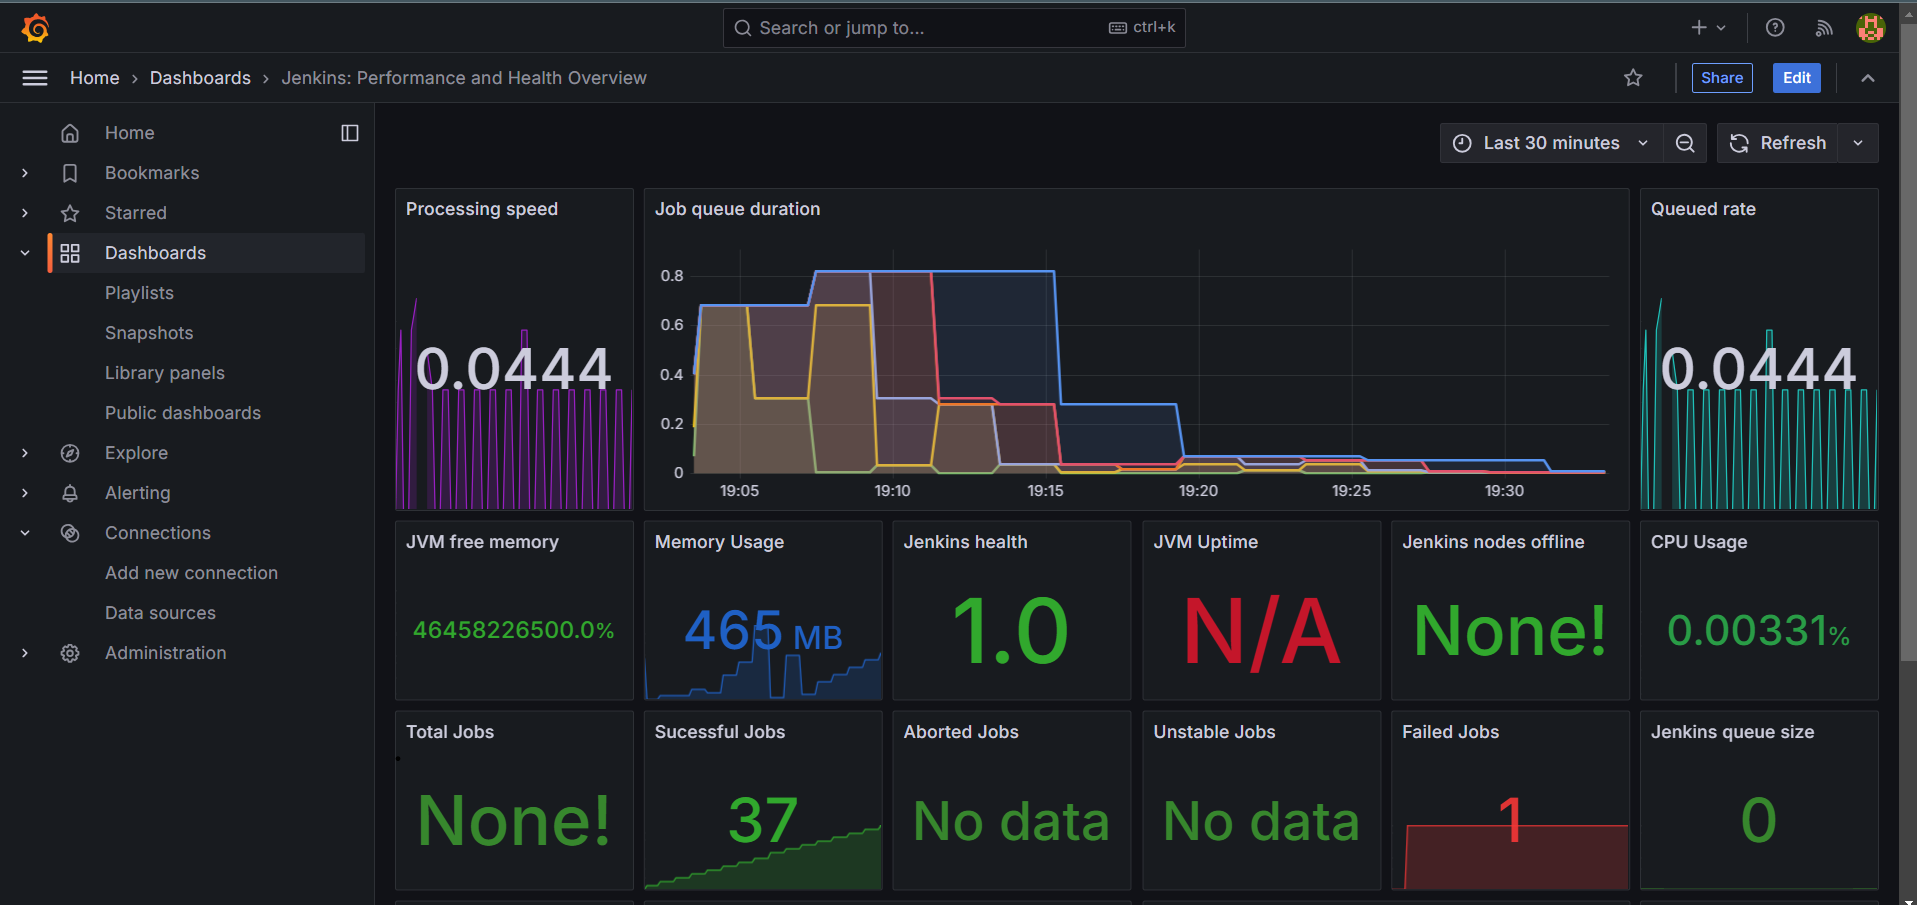 Search or jump to...
ctrl+k
Home
Dashboards
Jenkins: Performance and Health Overview
Share
Edit
Home
Bookmarks
Starred
Dashboards
Playlists
Snapshots
Library panels
Public dashboards
Explore
Alerting
Connections
Add new connection
Data sources
Administration
Last 30 minutes
Refresh
Processing speed
0.0444
Job queue duration
0.8
0.6
0.4
0.2
0
19:05 19:10 19:15 19:20 19:25 19:30
Queued rate
0.0444
JVM free memory
46458226500.0%
Memory Usage
465 MB
Jenkins health
1.0
JVM Uptime
N/A
Jenkins nodes offline
None!
CPU Usage
0.00331%
Total Jobs
None!
Sucessful Jobs
37
Aborted Jobs
No data
Unstable Jobs
No data
Failed Jobs
1
Jenkins queue size
0